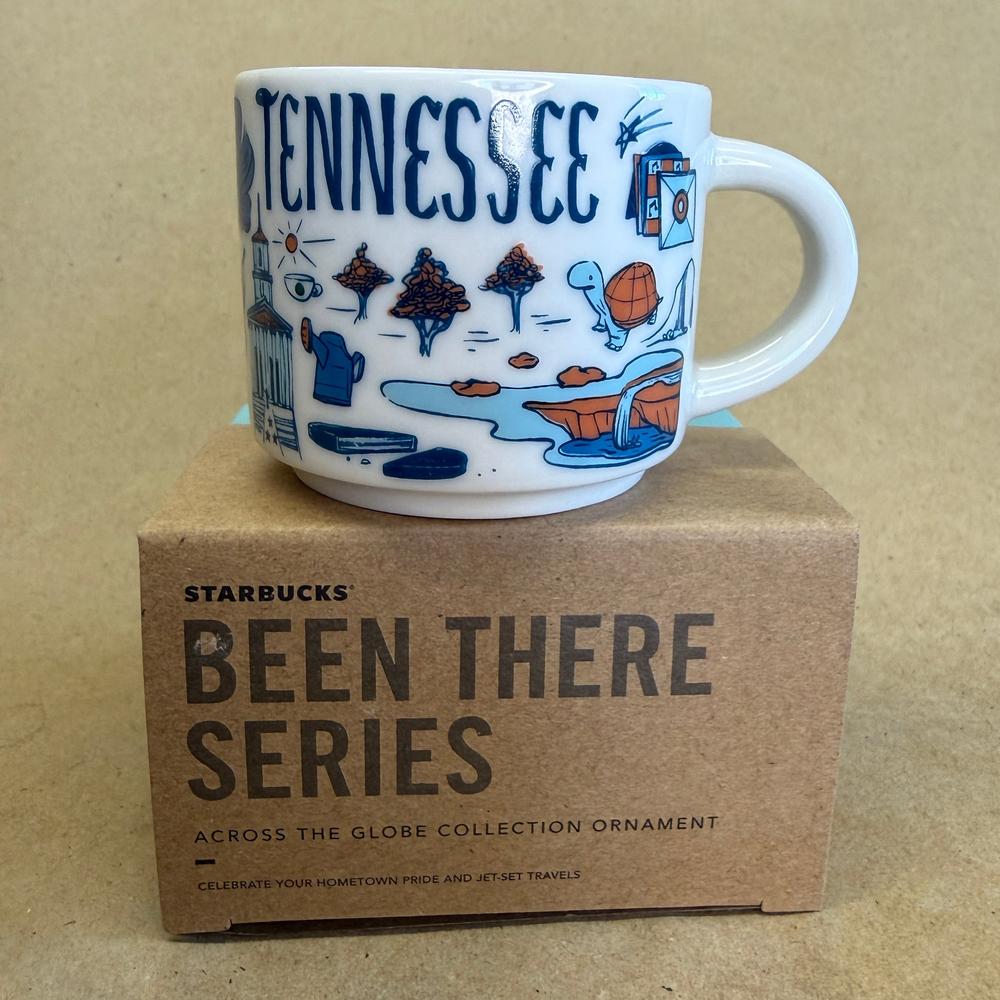 TENNESSEE
STARBUCKS®
BEEN THERE
SERIES
ACROSS THE GLOBE COLLECTION ORNAMENT
CELEBRATE YOUR HOMETOWN PRIDE AND JET-SET TRAVELS